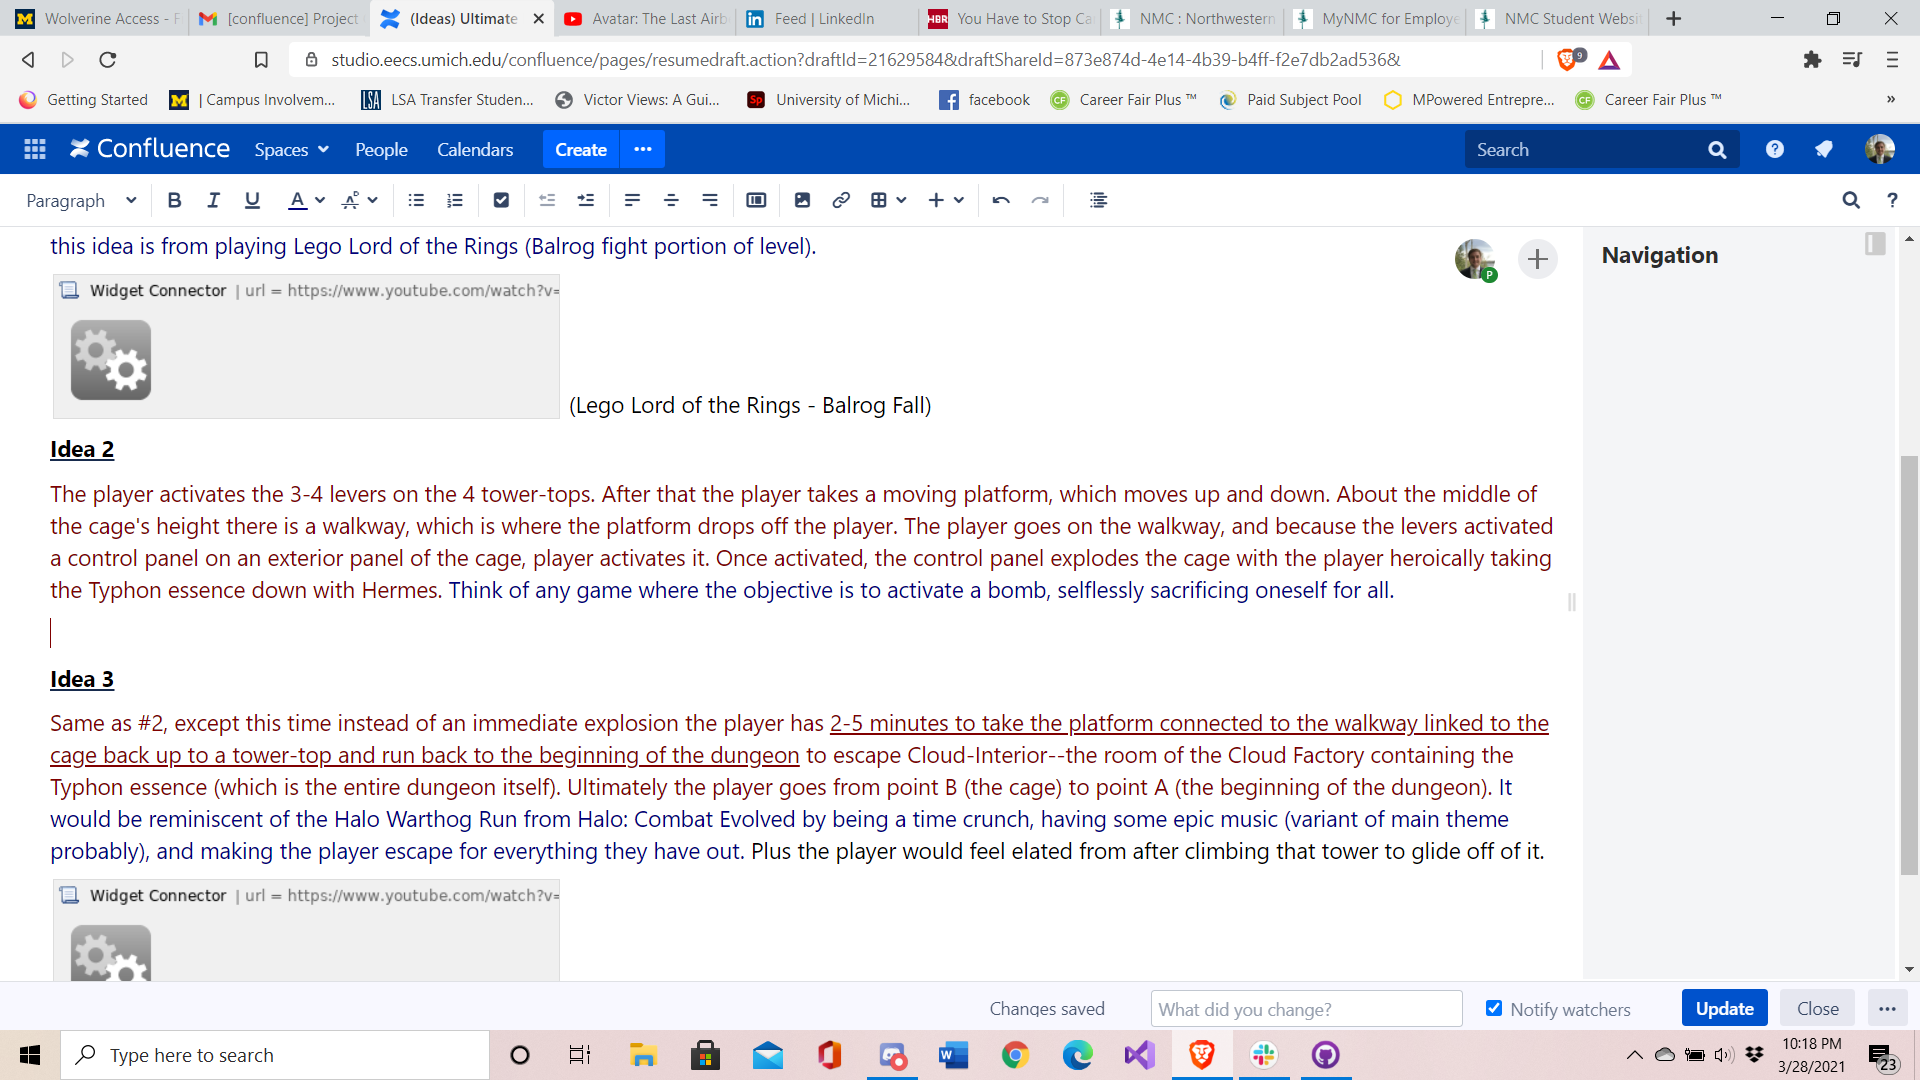 Wolverine Access - F
[confluence] Project
(Ideas) Ultimate
Avatar: The Last Airb
Feed | LinkedIn
HBR You Have to Stop Ca
NMC : Northwestern
MyNMC for Employe
NMC Student Websit
studio.eecs.umich.edu/confluence/pages/resumedraft.action?draftId=21629584&draftShareId=873e874d-4e14-4b39-b4ff-f2e7db2ad536&
9
Getting Started
| Campus Involvem...
LSA LSA Transfer Studen...
Victor Views: A Gui...
Sp University of Michi...
facebook
CF Career Fair Plus ™
Paid Subject Pool
MPowered Entrepre...
CF Career Fair Plus ™
»
Confluence Spaces People Calendars Create ··· Search
Paragraph B I U A
this idea is from playing Lego Lord of the Rings (Balrog fight portion of level).
P
Navigation
Widget Connector | url = https://www.youtube.com/watch?v=
(Lego Lord of the Rings - Balrog Fall)
Idea 2
The player activates the 3-4 levers on the 4 tower-tops. After that the player takes a moving platform, which moves up and down. About the middle of
the cage's height there is a walkway, which is where the platform drops off the player. The player goes on the walkway, and because the levers activated
a control panel on an exterior panel of the cage, player activates it. Once activated, the control panel explodes the cage with the player heroically taking
the Typhon essence down with Hermes. Think of any game where the objective is to activate a bomb, selflessly sacrificing oneself for all.
Idea 3
Same as #2, except this time instead of an immediate explosion the player has 2-5 minutes to take the platform connected to the walkway linked to the
cage back up to a tower-top and run back to the beginning of the dungeon to escape Cloud-Interior--the room of the Cloud Factory containing the
Typhon essence (which is the entire dungeon itself). Ultimately the player goes from point B (the cage) to point A (the beginning of the dungeon). It
would be reminiscent of the Halo Warthog Run from Halo: Combat Evolved by being a time crunch, having some epic music (variant of main theme
probably), and making the player escape for everything they have out. Plus the player would feel elated from after climbing that tower to glide off of it.
Widget Connector | url = https://www.youtube.com/watch?v=
Changes saved What did you change? Notify watchers Update Close ···
Type here to search
10:18 PM
3/28/2021
23